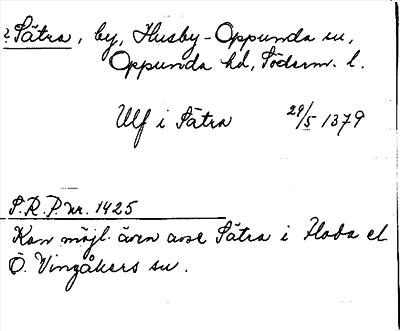 ? Sätra, by, Husby-Oppunda sn,
Oppunda hd, Söderm. l.
Ulf i Sätra 29/5 1379
S.R.P. nr. 1425
Kan möjl. även avse Sätra i Floda el
Ö. Vingåkers sn.